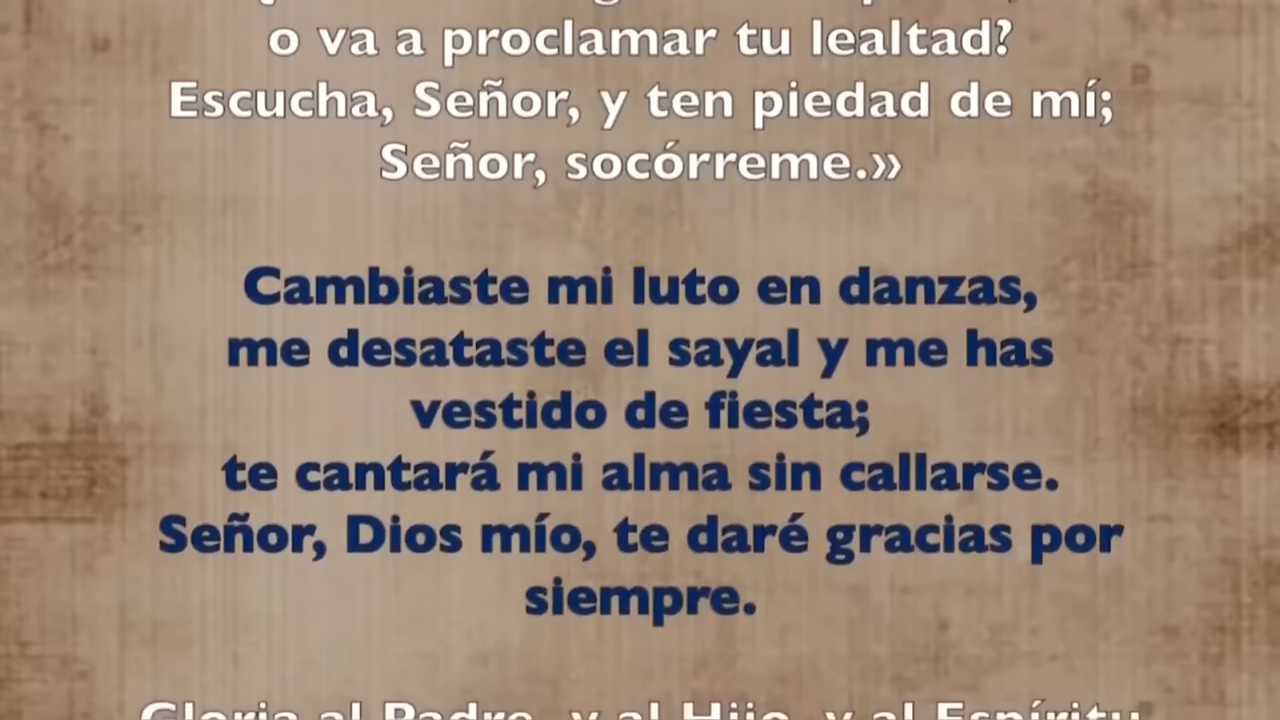 o va a proclamar tu lealtad?
Escucha, Señor, y ten piedad de mí;
Señor, socórreme.»
Cambiaste mi luto en danzas,
me desataste el sayal y me has
vestido de fiesta;
te cantará mi alma sin callarse.
Señor, Dios mío, te daré gracias por
siempre.
Gloria al Padre, y al Hijo, y al Espíritu